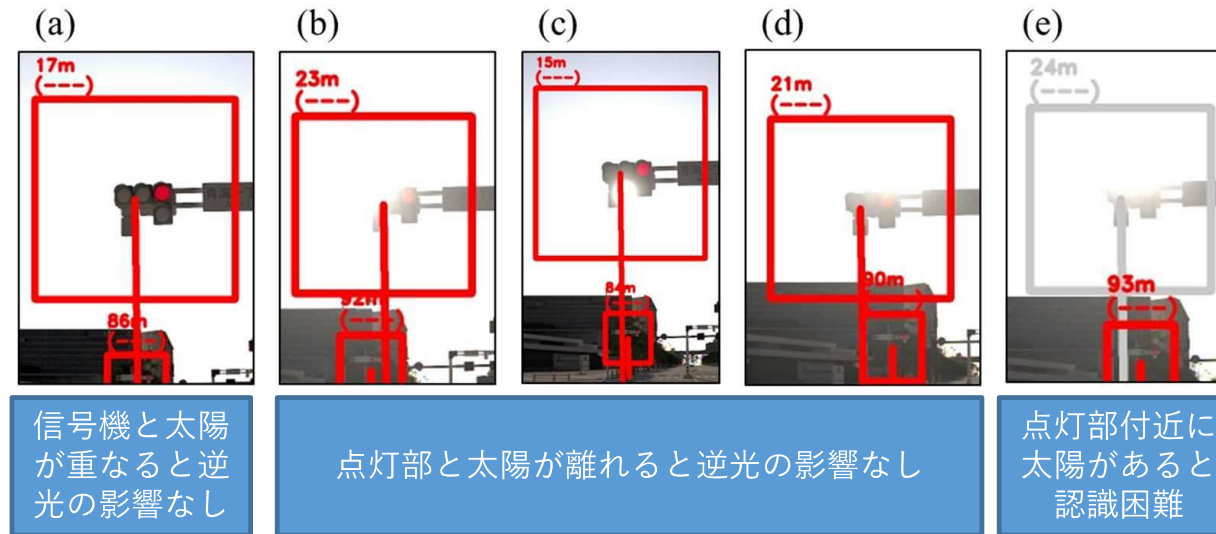 (a)
(b)
(c)
(d)
(e)
17m
(---)
86m
(---)
23m
(---)
92m
(---)
15m
(---)
84m
(---)
21m
(---)
90m
(---)
24m
(---)
93m
(---)
信号機と太陽
が重なると逆
光の影響なし
点灯部と太陽が離れると逆光の影響なし
点灯部付近に
太陽があると
認識困難